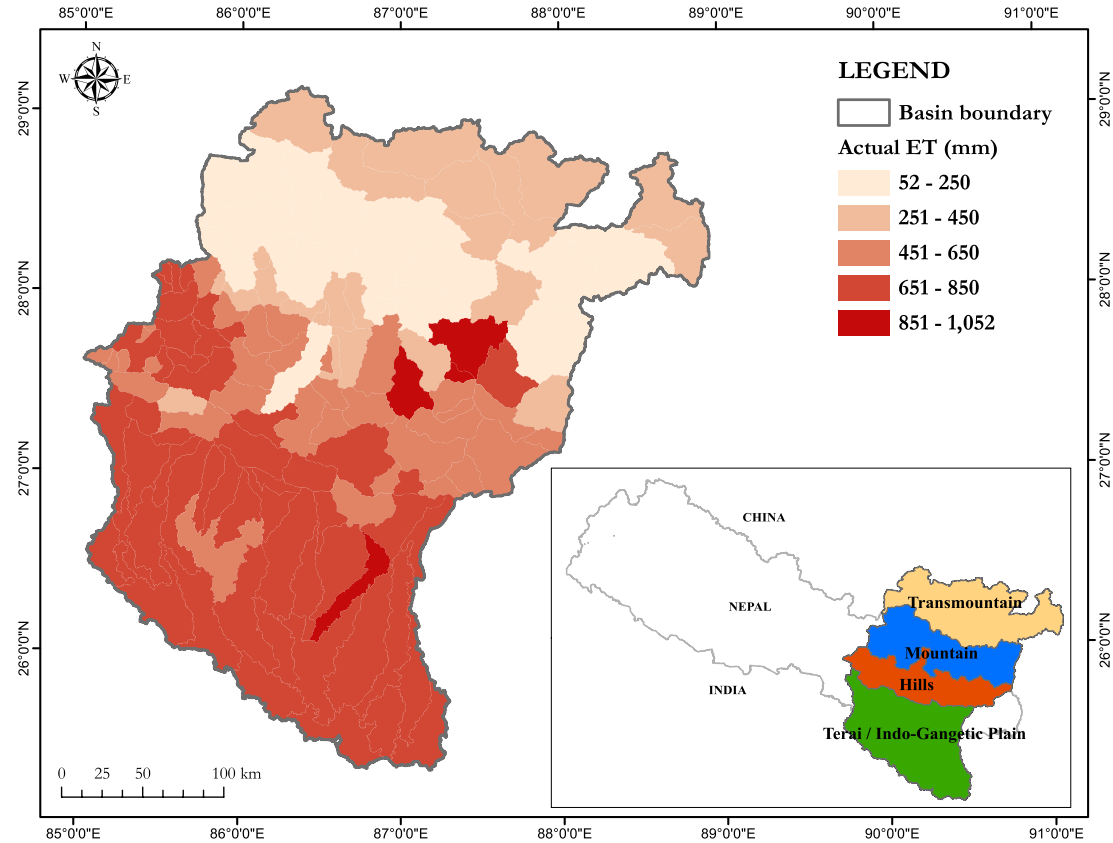 85°0'0"E 86°0'0"E 87°0'0"E 88°0'0"E 89°0'0"E 90°0'0"E 91°0'0"E
N
W E
S
29°0'0"N
28°0'0"N
27°0'0"N
26°0'0"N
LEGEND
Basin boundary
Actual ET (mm)
52 - 250
251 - 450
451 - 650
651 - 850
851 - 1,052
29°0'0"N
28°0'0"N
27°0'0"N
26°0'0"N
CHINA
NEPAL
INDIA
Transmountain
Mountain
Hills
Terai / Indo-Gangetic Plain
0 25 50 100 km
85°0'0"E 86°0'0"E 87°0'0"E 88°0'0"E 89°0'0"E 90°0'0"E 91°0'0"E